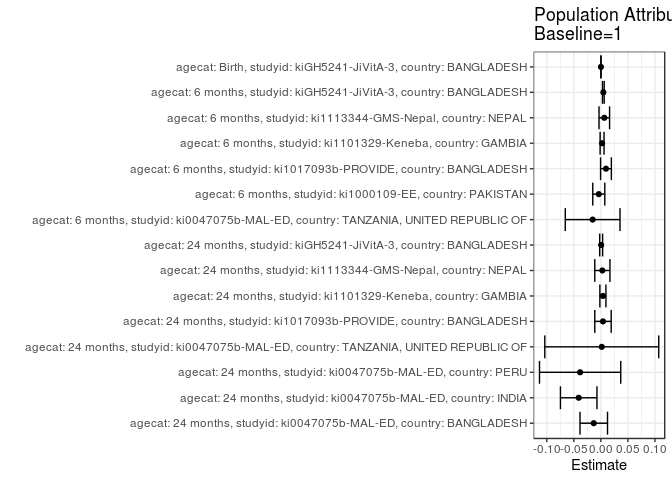 Population Attribu
Baseline=1
agecat: Birth, studyid: kiGH5241-JiVitA-3, country: BANGLADESH
agecat: 6 months, studyid: kiGH5241-JiVitA-3, country: BANGLADESH
agecat: 6 months, studyid: ki1113344-GMS-Nepal, country: NEPAL
agecat: 6 months, studyid: ki1101329-Keneba, country: GAMBIA
agecat: 6 months, studyid: ki1017093b-PROVIDE, country: BANGLADESH
agecat: 6 months, studyid: ki1000109-EE, country: PAKISTAN
agecat: 6 months, studyid: ki0047075b-MAL-ED, country: TANZANIA, UNITED REPUBLIC OF
agecat: 24 months, studyid: kiGH5241-JiVitA-3, country: BANGLADESH
agecat: 24 months, studyid: ki1113344-GMS-Nepal, country: NEPAL
agecat: 24 months, studyid: ki1101329-Keneba, country: GAMBIA
agecat: 24 months, studyid: ki1017093b-PROVIDE, country: BANGLADESH
agecat: 24 months, studyid: ki0047075b-MAL-ED, country: TANZANIA, UNITED REPUBLIC OF
agecat: 24 months, studyid: ki0047075b-MAL-ED, country: PERU
agecat: 24 months, studyid: ki0047075b-MAL-ED, country: INDIA
agecat: 24 months, studyid: ki0047075b-MAL-ED, country: BANGLADESH
-0.10 -0.05 0.00 0.05 0.10
Estimate